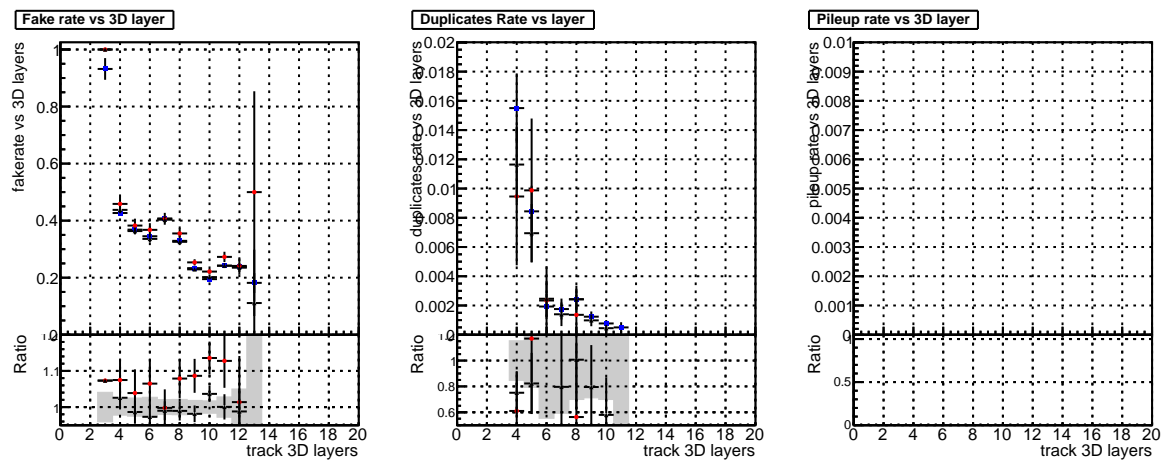 Fake rate vs 3D layer
fakerate vs 3D layers
1
0.8
0.6
0.4
0.2
0
Ratio
1.1
1
0 2 4 6 8 10 12 14 16 18 20
track 3D layers
Duplicates Rate vs layer
duplicates rate vs 3D layers
0.02
0.018
0.016
0.014
0.012
0.01
0.008
0.006
0.004
0.002
Ratio
1
0.8
0.6
0 2 4 6 8 10 12 14 16 18 20
track 3D layers
Pileup rate vs 3D layer
pileup rate vs 3D layers
0.01
0.009
0.008
0.007
0.006
0.005
0.004
0.003
0.002
0.001
0
Ratio
1
0.5
0 2 4 6 8 10 12 14 16 18 20
track 3D layers